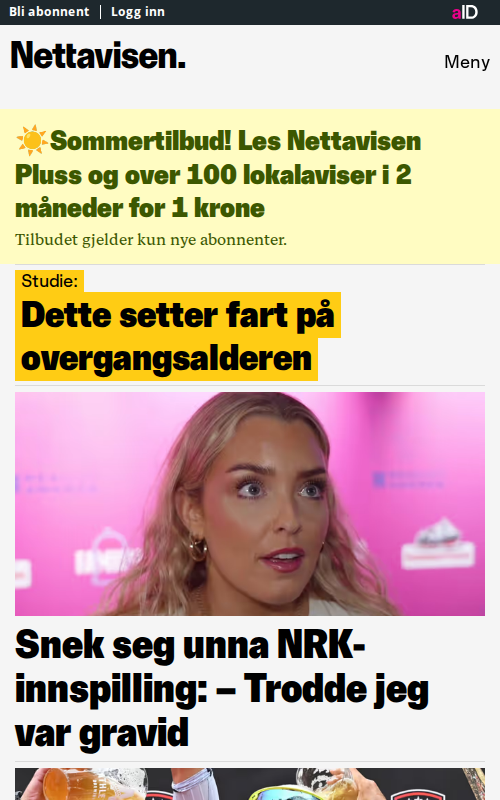 Bli abonnent
Logg inn
aID
Nettavisen.
Meny
☀️Sommertilbud! Les Nettavisen
Pluss og over 100 lokalaviser i 2
måneder for 1 krone
Tilbudet gjelder kun nye abonnenter.
Studie:
Dette setter fart på
overgangsalderen
Snek seg unna NRK-
innspilling: – Trodde jeg
var gravid